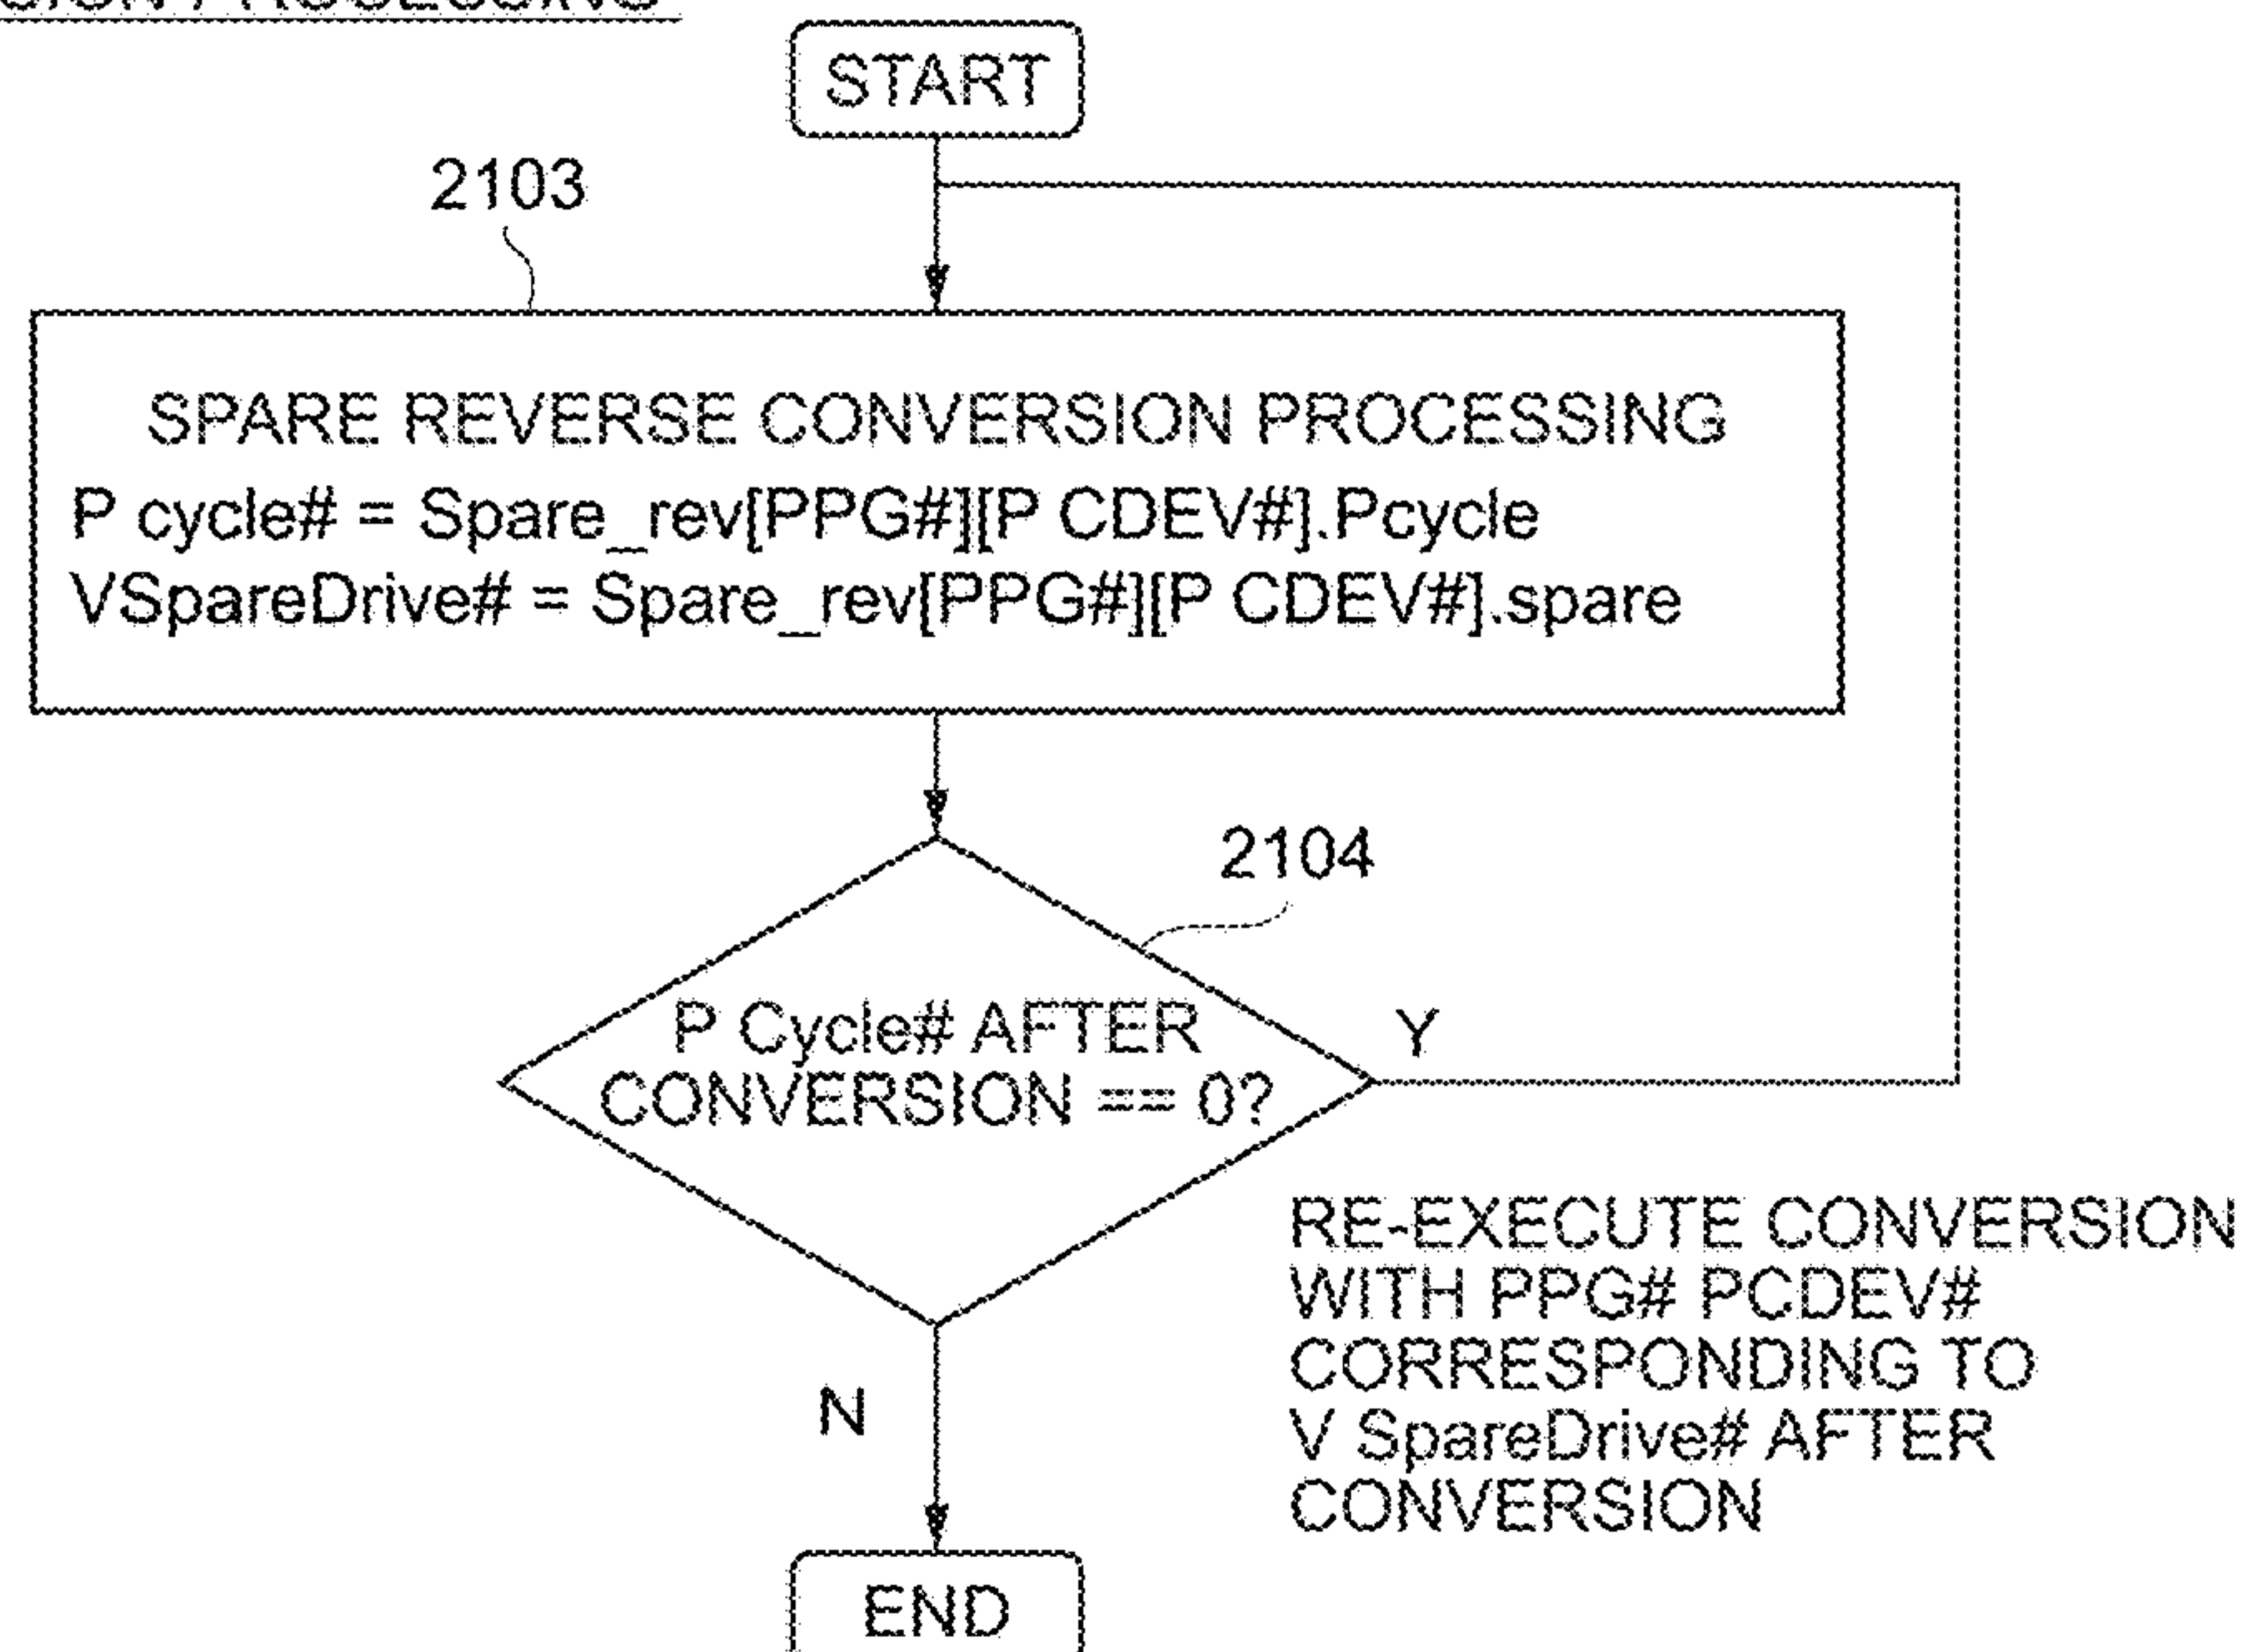 PROCESSING
START
2103
SPARE REVERSE CONVERSION PROCESSING
P cycle# = Spare_rev[PPG#][P CDEV#].Pcycle
VSpareDrive# = Spare_rev[PPG#][P CDEV#].spare
2104
P Cycle# AFTER
CONVERSION == 0?
Y
RE-EXECUTE CONVERSION
WITH PPG# PCDEV#
CORRESPONDING TO
V SpareDrive# AFTER
CONVERSION
N
END